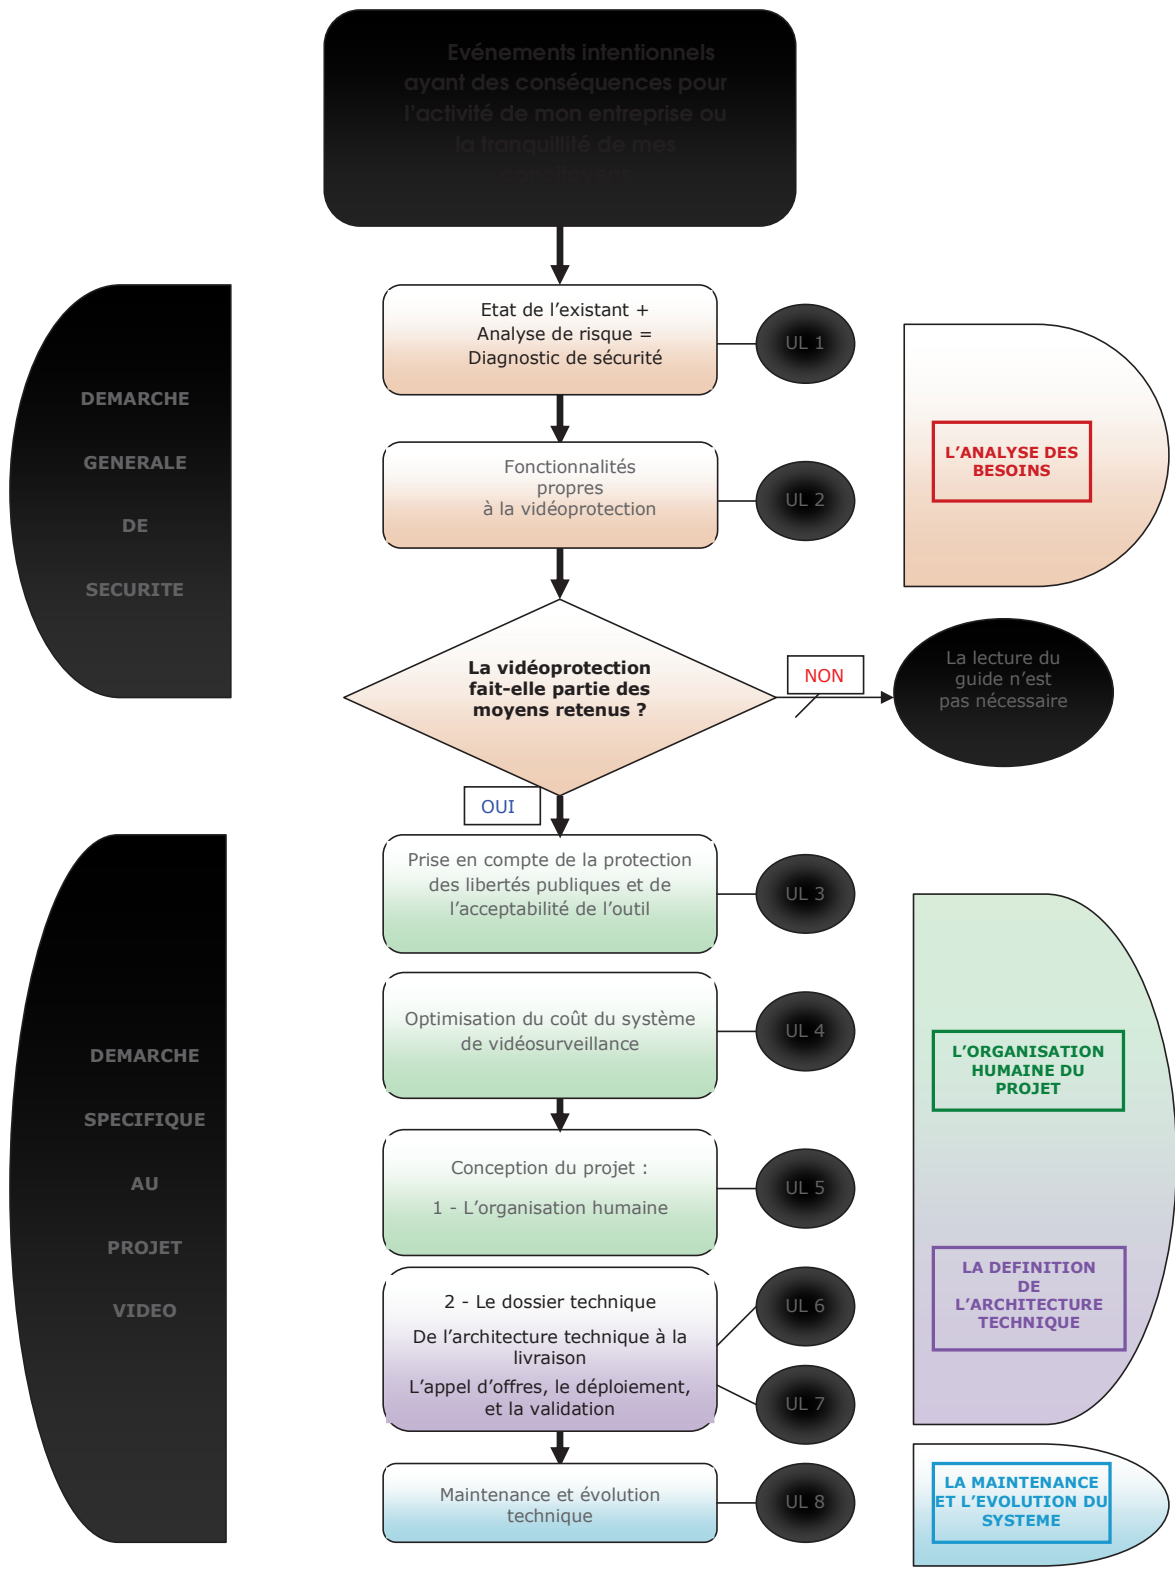 Evénements intentionnels
ayant des conséquences pour
l'activité de mon entreprise ou
la tranquillité de mes
concitoyens
DEMARCHE
GENERALE
DE
SECURITE
Etat de l'existant +
Analyse de risque =
Diagnostic de sécurité
UL 1
Fonctionnalités
propres
à la vidéoprotection
UL 2
L'ANALYSE DES
BESOINS
La vidéoprotection
fait-elle partie des
moyens retenus ?
NON
La lecture du
guide n'est
pas nécessaire
OUI
DEMARCHE
SPECIFIQUE
AU
PROJET
VIDEO
Prise en compte de la protection
des libertés publiques et de
l'acceptabilité de l'outil
UL 3
Optimisation du coût du système
de vidéosurveillance
UL 4
Conception du projet :
1 - L'organisation humaine
UL 5
2 - Le dossier technique
De l'architecture technique à la
livraison
L'appel d'offres, le déploiement,
et la validation
UL 6
UL 7
Maintenance et évolution
technique
UL 8
L'ORGANISATION
HUMAINE DU
PROJET
LA DEFINITION
DE
L'ARCHITECTURE
TECHNIQUE
LA MAINTENANCE
ET L'EVOLUTION DU
SYSTEME